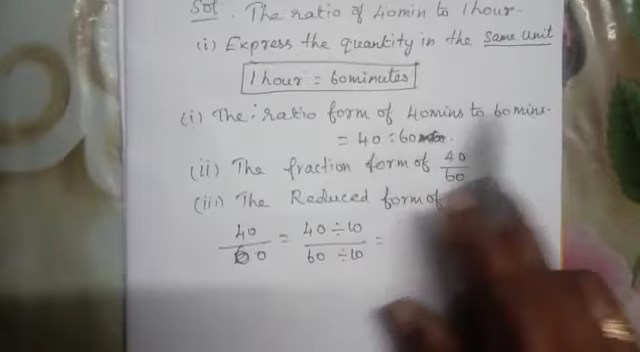 Sol. The ratio of 40min to 1 hour.
(i) Express the quantity in the same unit
1 hour = 60minutes
(i) The ratio form of 40mins to 60mins.
= 40:60
(ii) The fraction form of 40/60
(iii) The Reduced form of
40/60 = 40÷10/60÷10 =